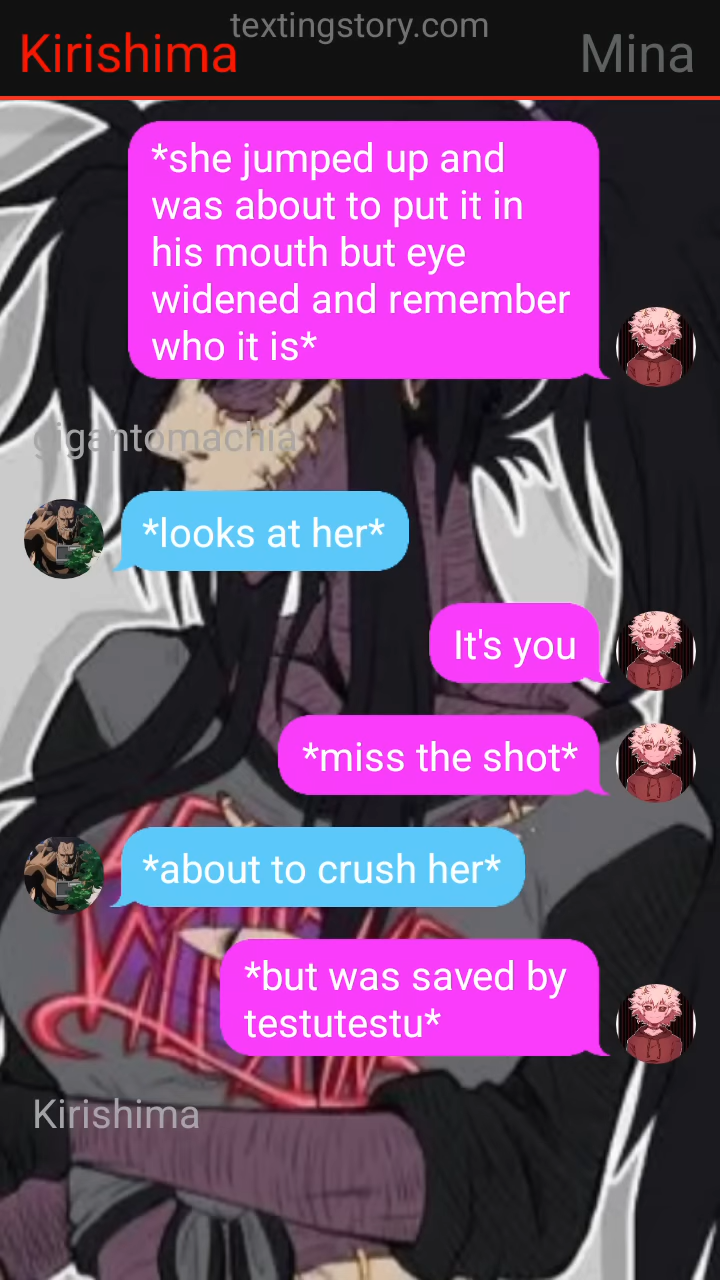 textingstory.com
Kirishima
Mina
*she jumped up and
was about to put it in
his mouth but eye
widened and remember
who it is*
gigantomachia
*looks at her*
It's you
*miss the shot*
*about to crush her*
*but was saved by
testutestu*
Kirishima